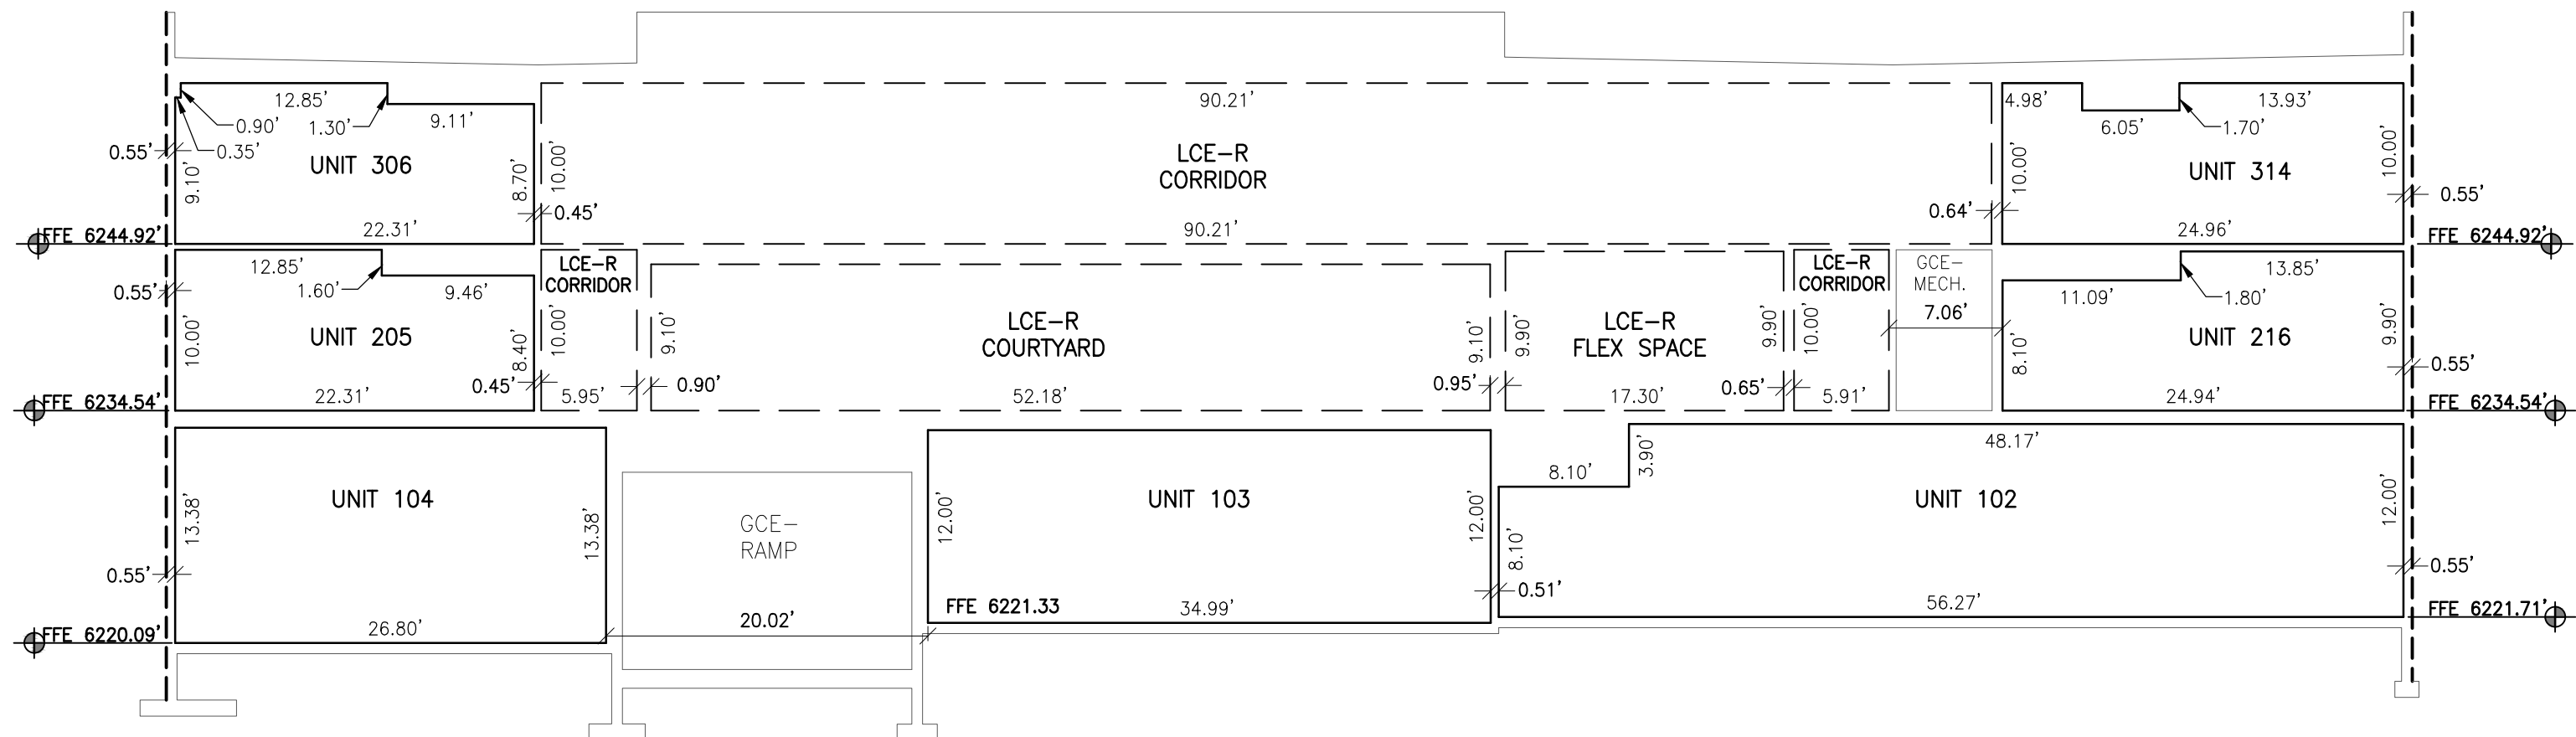 12.85'
90.21'
4.98'
13.93'
0.90'
1.30'
9.11'
6.05'
1.70'
0.55'
0.35'
UNIT 306
9.10'
8.70'
10.00'
LCE-R
CORRIDOR
10.00'
UNIT 314
10.00'
0.55'
0.45'
0.64'
22.31'
90.21'
24.96'
FFE 6244.92'
FFE 6244.92'
12.85'
1.60'
9.46'
LCE-R
CORRIDOR
LCE-R
CORRIDOR
GCE-
MECH.
13.85'
11.09'
1.80'
7.06'
0.55'
10.00'
UNIT 205
8.40'
10.00'
9.10'
LCE-R
COURTYARD
9.10'
9.90'
LCE-R
FLEX SPACE
9.90'
10.00'
8.10'
UNIT 216
9.90'
0.55'
22.31'
0.45'
5.95'
0.90'
52.18'
0.95'
17.30'
0.65'
5.91'
24.94'
FFE 6234.54'
FFE 6234.54'
48.17'
8.10'
3.90'
UNIT 104
UNIT 103
UNIT 102
13.38'
13.38'
GCE-
RAMP
12.00'
12.00'
8.10'
12.00'
0.55'
0.51'
0.55'
FFE 6221.33
34.99'
56.27'
FFE 6221.71'
26.80'
20.02'
FFE 6220.09'